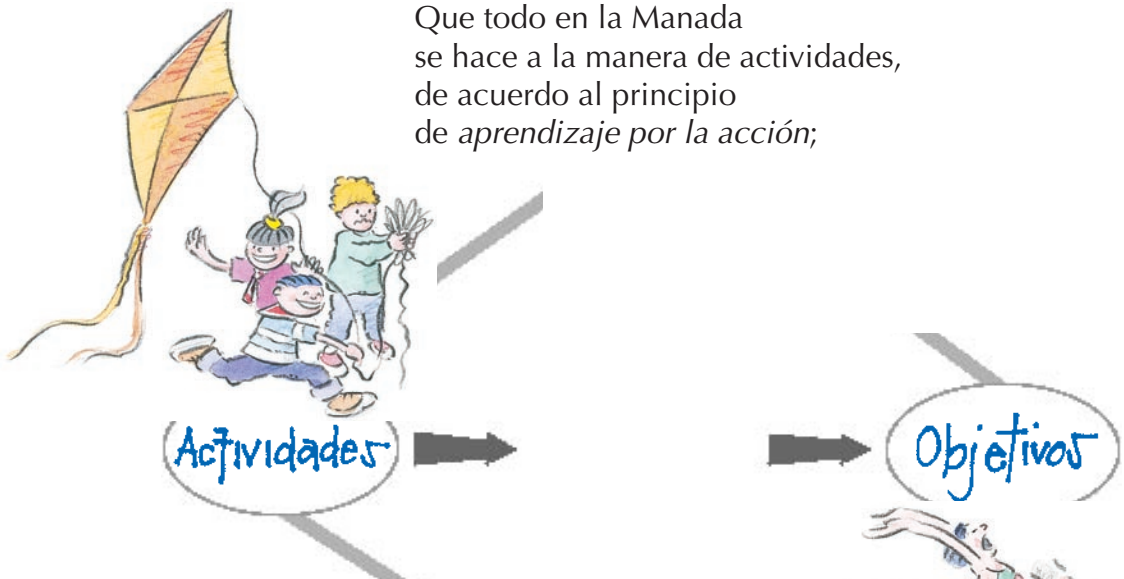 Que todo en la Manada
se hace a la manera de actividades,
de acuerdo al principio
de aprendizaje por la acción;
Actividades
Objetivos